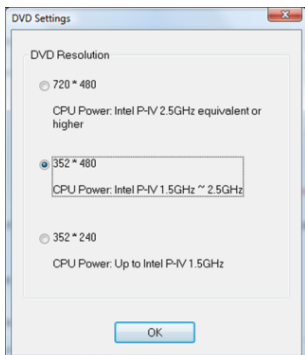 DVD Settings
DVD Resolution
720 * 480
CPU Power: Intel P-IV 2.5GHz equivalent or
higher
352 * 480
CPU Power: Intel P-IV 1.5GHz ~ 2.5GHz
352 * 240
CPU Power: Up to Intel P-IV 1.5GHz
OK